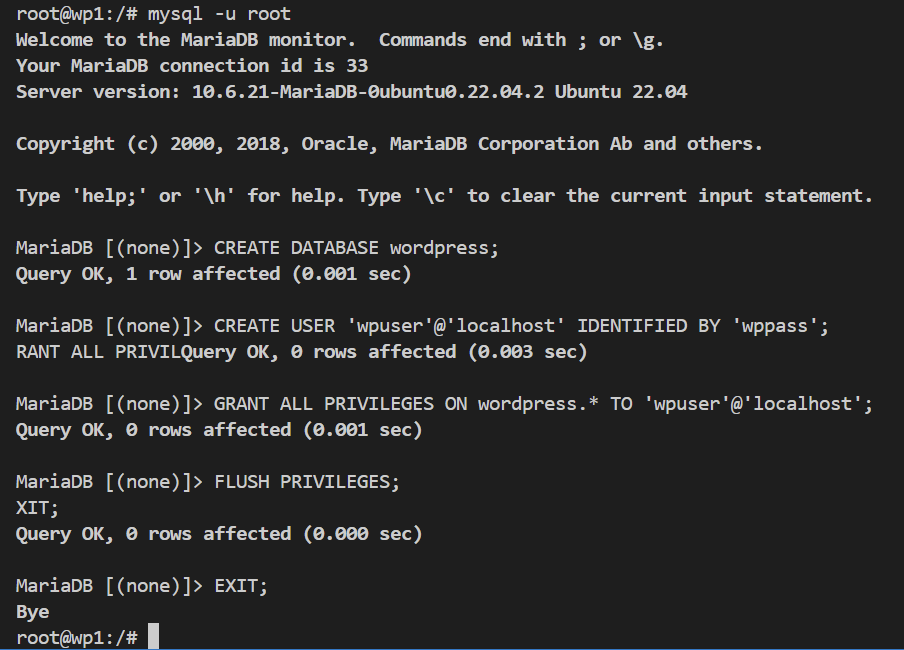 root@wp1:/# mysql -u root
Welcome to the MariaDB monitor.  Commands end with ; or \g.
Your MariaDB connection id is 33
Server version: 10.6.21-MariaDB-0ubuntu0.22.04.2 Ubuntu 22.04
Copyright (c) 2000, 2018, Oracle, MariaDB Corporation Ab and others.
Type 'help;' or '\h' for help. Type '\c' to clear the current input statement.
MariaDB [(none)]> CREATE DATABASE wordpress;
Query OK, 1 row affected (0.001 sec)
MariaDB [(none)]> CREATE USER 'wpuser'@'localhost' IDENTIFIED BY 'wppass';
RANT ALL PRIVILQuery OK, 0 rows affected (0.003 sec)
MariaDB [(none)]> GRANT ALL PRIVILEGES ON wordpress.* TO 'wpuser'@'localhost';
Query OK, 0 rows affected (0.001 sec)
MariaDB [(none)]> FLUSH PRIVILEGES;
XIT;
Query OK, 0 rows affected (0.000 sec)
MariaDB [(none)]> EXIT;
Bye
root@wp1:/#